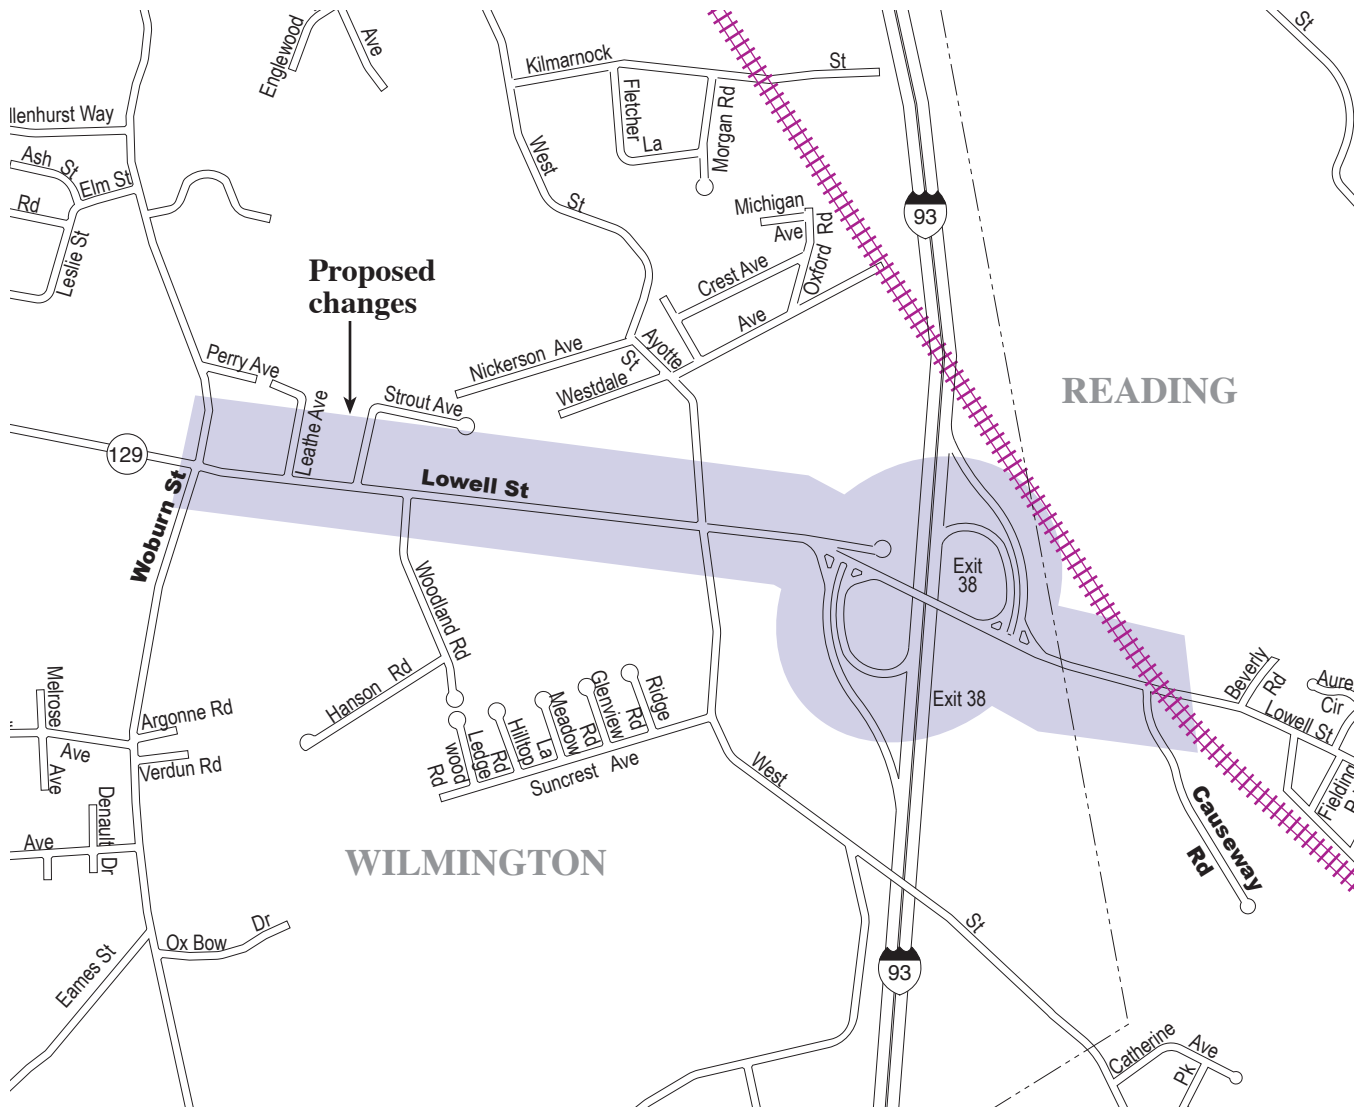 Englewood
Ave
Kilmarnock
St
St
llenhurst Way
Fletcher
La
Morgan Rd
Ash St
Elm St
Rd
Leslie St
West
St
93
Michigan
Ave
Oxford Rd
Crest Ave
Ave
Proposed
changes
READING
Perry Ave
Nickerson Ave
Ayotte
St
Westdale
Strout Ave
Leathe Ave
129
Lowell St
Woburn St
Exit
38
Woodland Rd
Hanson Rd
Exit 38
Beverly
Rd
Aure
Cir
Lowell St
Fielding
Melrose
Ave
Ave
Argonne Rd
Verdun Rd
Ridge
Rd
Glenview
Rd
Meadow
La
Hilltop
Rd
Ledge
wood
Rd
Suncrest Ave
West
St
Causeway
Rd
Denault
Dr
Ave
WILMINGTON
Ox Bow
Dr
Eames St
93
Catherine
Ave
Pk